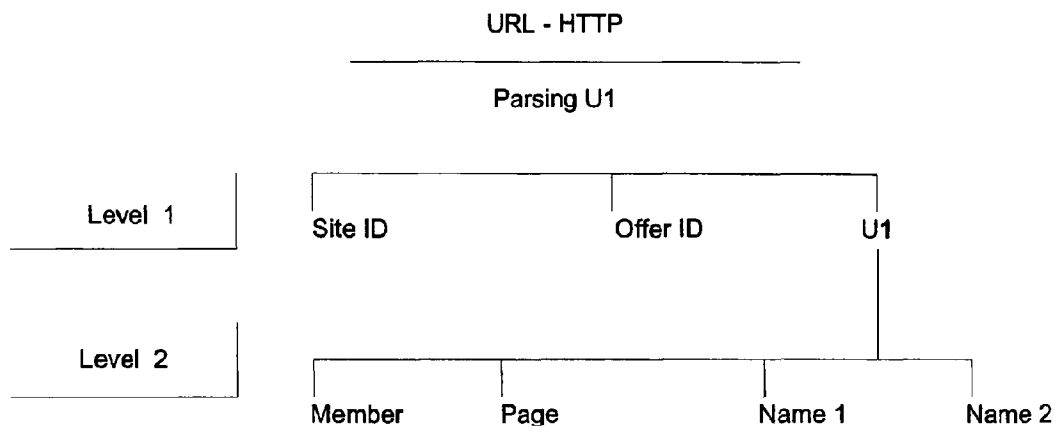 URL - HTTP
Parsing U1
Level 1
Site ID Offer ID U1
Level 2
Member Page Name 1 Name 2